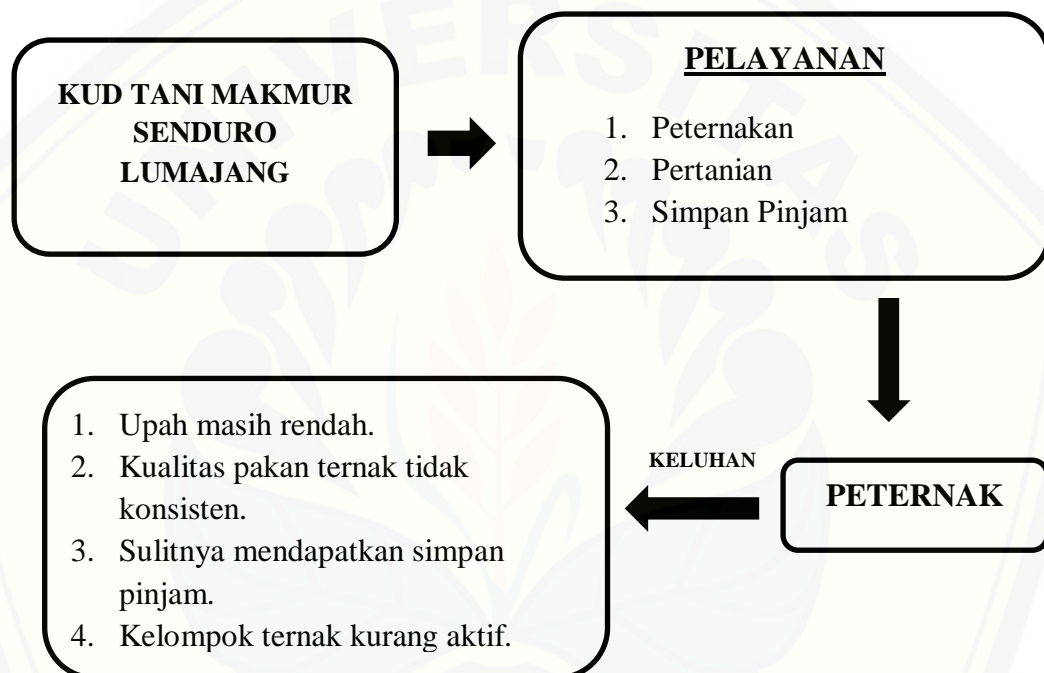 KUD TANI MAKMUR
SENDURO
LUMAJANG
PELAYANAN
1. Peternakan
2. Pertanian
3. Simpan Pinjam
PETERNAK
KELUHAN
1. Upah masih rendah.
2. Kualitas pakan ternak tidak
konsisten.
3. Sulitnya mendapatkan simpan
pinjam.
4. Kelompok ternak kurang aktif.
UNIVERSITAS